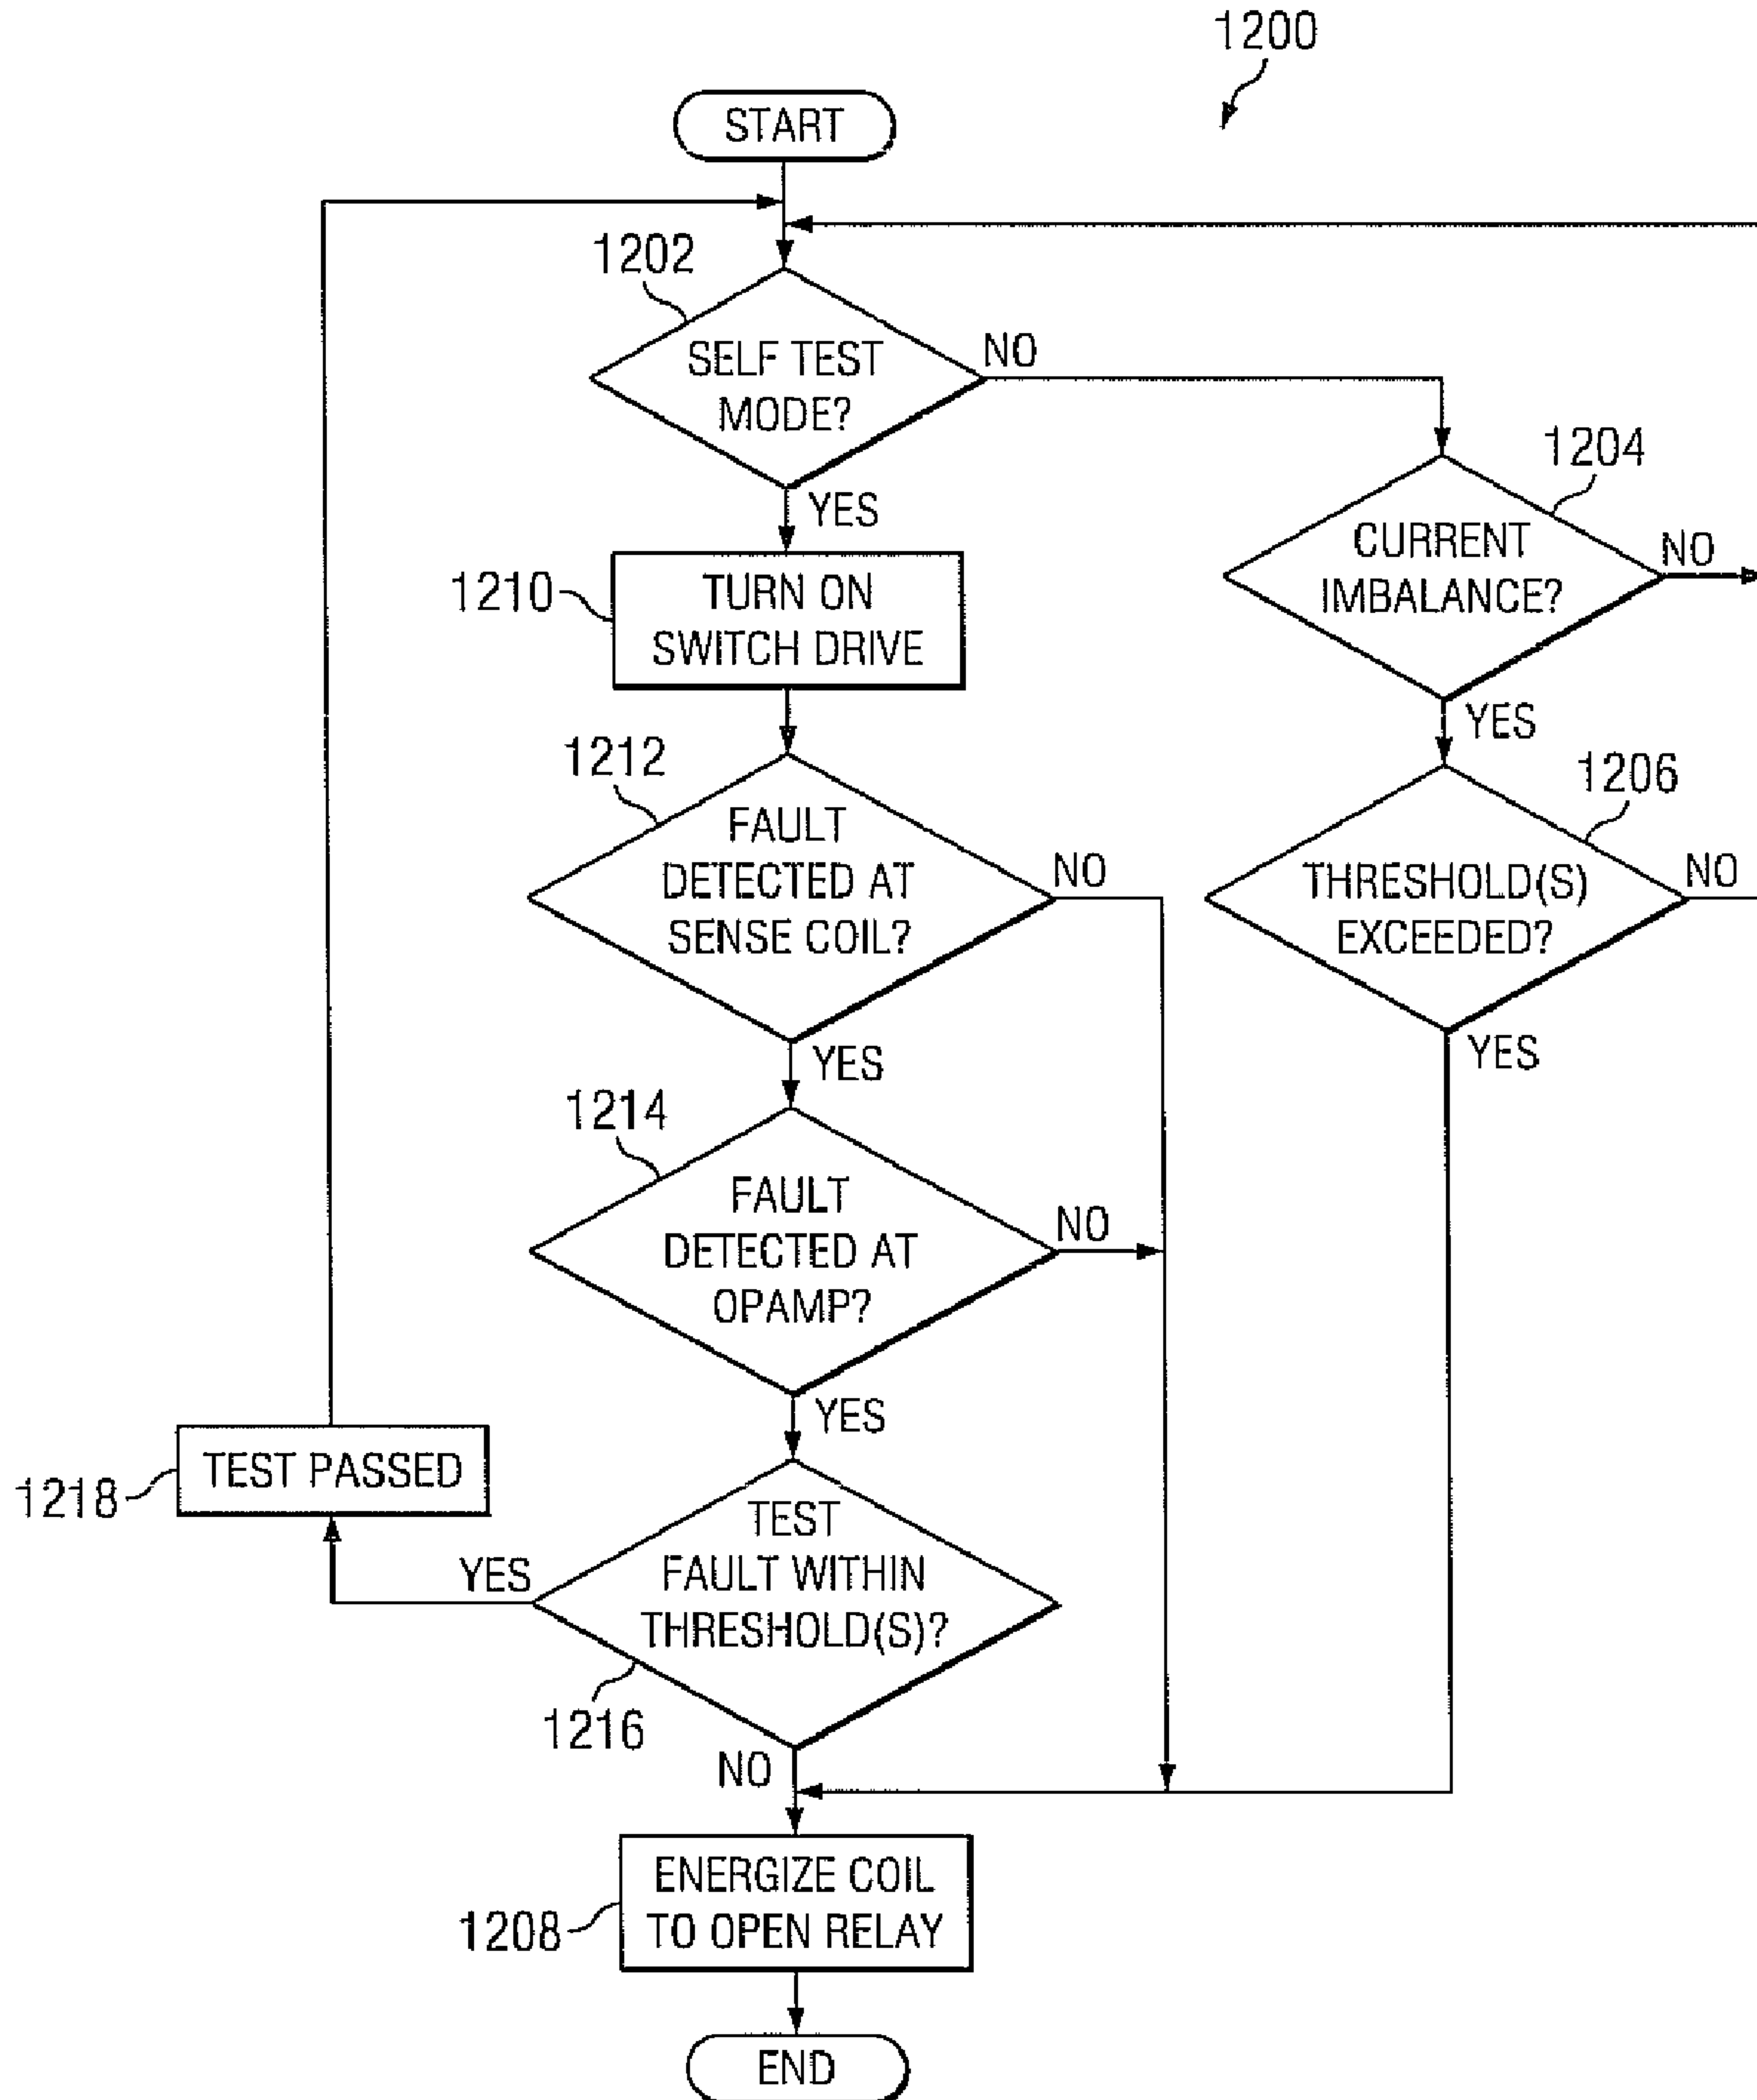 1200
START
1202
SELF TEST
MODE?
NO
YES
1204
CURRENT
IMBALANCE?
NO
YES
1210
TURN ON
SWITCH DRIVE
1212
FAULT
DETECTED AT
SENSE COIL?
NO
YES
1206
THRESHOLD(S)
EXCEEDED?
NO
YES
1214
FAULT
DETECTED AT
OPAMP?
NO
YES
1218
TEST PASSED
YES
TEST
FAULT WITHIN
THRESHOLD(S)?
1216
NO
1208
ENERGIZE COIL
TO OPEN RELAY
END